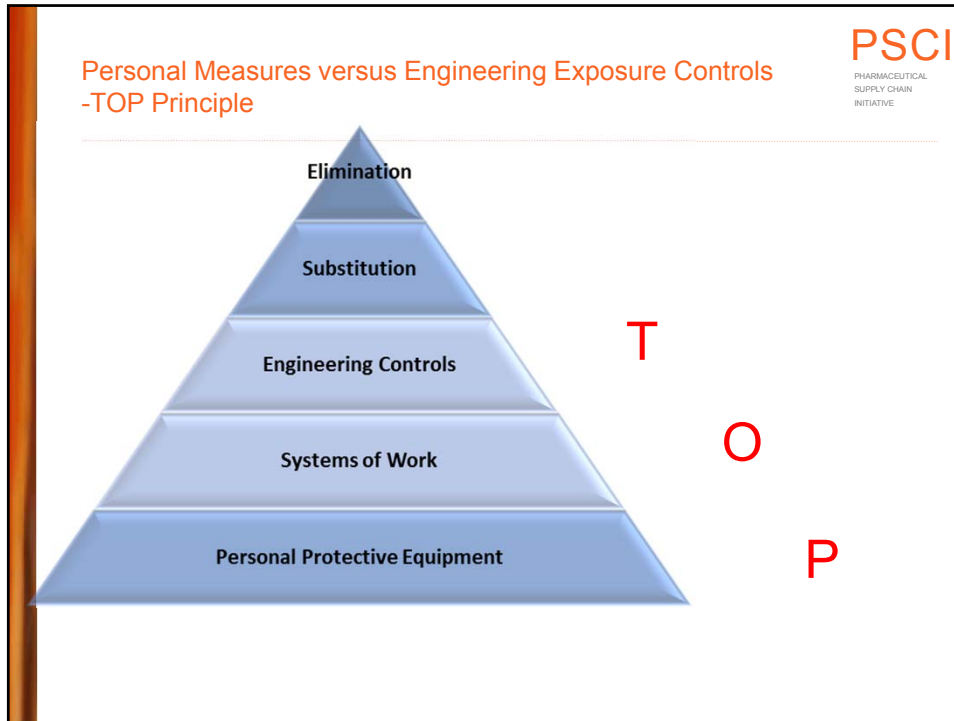 PSCI
PHARMACEUTICAL
SUPPLY CHAIN
INITIATIVE
Personal Measures versus Engineering Exposure Controls
-TOP Principle
Elimination
Substitution
Engineering Controls
T
Systems of Work
O
Personal Protective Equipment
P